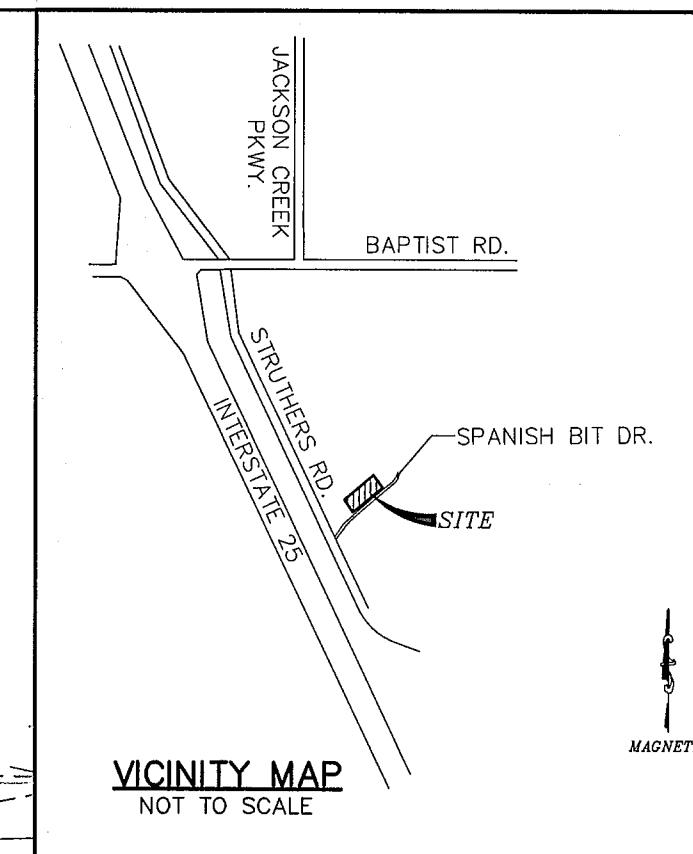 JACKSON CREEK
PKWY.
BAPTIST RD.
STRUTHERS RD.
INTERSTATE 25
SPANISH BIT DR.
SITE
MAGNET
VICINITY MAP
NOT TO SCALE